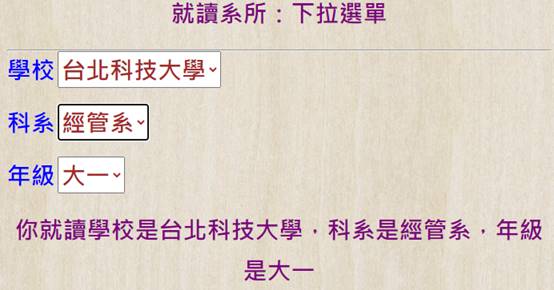 就讀系所：下拉選單
學校 台北科技大學
科系 經管系
年級 大一
你就讀學校是台北科技大學，科系是經管系，年級
是大一